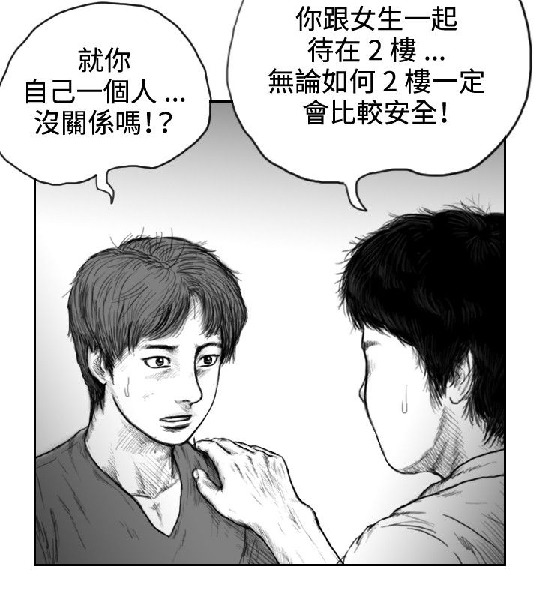 就你
自己一個人...
沒關係嗎!?
你跟女生一起
待在2樓...
無論如何2樓一定
會比較安全!